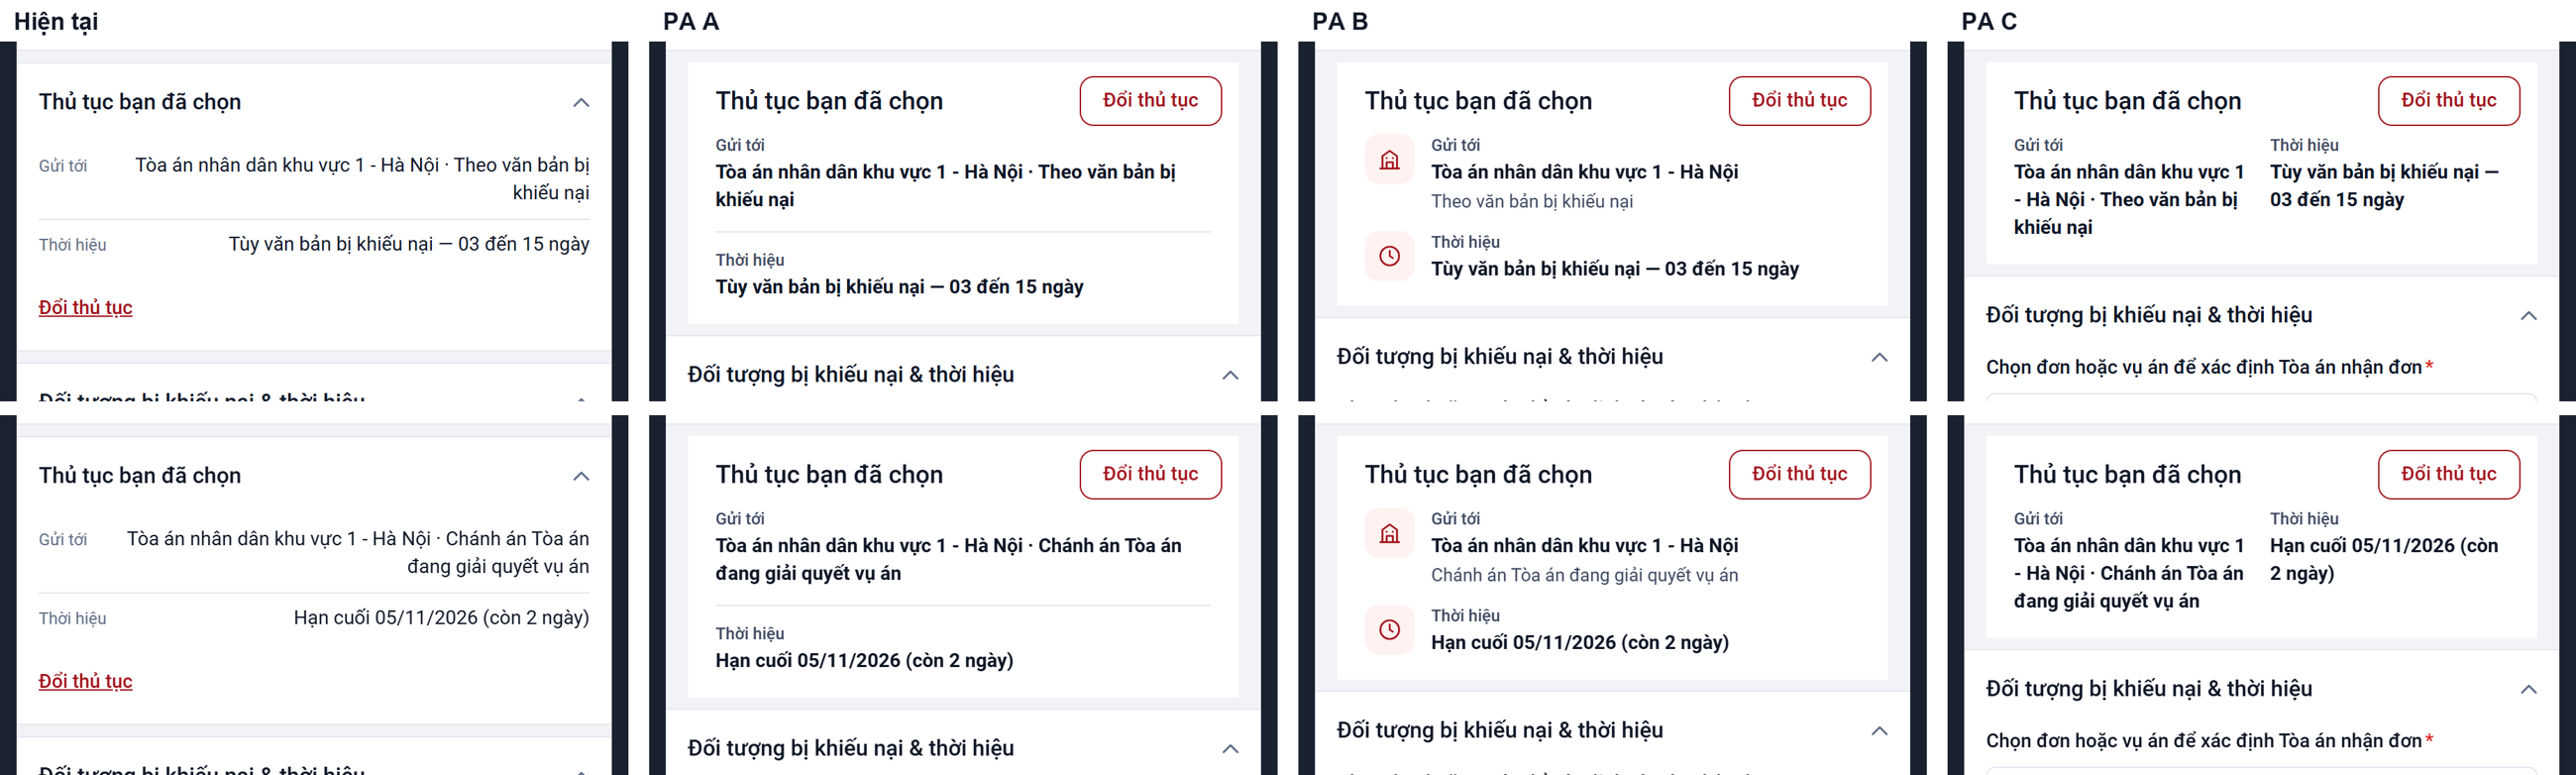 Hiện tại
Thủ tục bạn đã chọn
Gửi tới
Tòa án nhân dân khu vực 1 - Hà Nội · Theo văn bản bị
khiếu nại
Thời hiệu
Tùy văn bản bị khiếu nại — 03 đến 15 ngày
Đổi thủ tục
Đối tượng bị khiếu nại & thời hiệu
PA A
Thủ tục bạn đã chọn
Đổi thủ tục
Gửi tới
Tòa án nhân dân khu vực 1 - Hà Nội · Theo văn bản bị
khiếu nại
Thời hiệu
Tùy văn bản bị khiếu nại — 03 đến 15 ngày
Đối tượng bị khiếu nại & thời hiệu
PA B
Thủ tục bạn đã chọn
Đổi thủ tục
Gửi tới
Tòa án nhân dân khu vực 1 - Hà Nội
Theo văn bản bị khiếu nại
Thời hiệu
Tùy văn bản bị khiếu nại — 03 đến 15 ngày
Đối tượng bị khiếu nại & thời hiệu
PA C
Thủ tục bạn đã chọn
Đổi thủ tục
Gửi tới
Tòa án nhân dân khu vực 1
- Hà Nội · Theo văn bản bị
khiếu nại
Thời hiệu
Tùy văn bản bị khiếu nại —
03 đến 15 ngày
Đối tượng bị khiếu nại & thời hiệu
Chọn đơn hoặc vụ án để xác định Tòa án nhận đơn*
Thủ tục bạn đã chọn
Gửi tới
Tòa án nhân dân khu vực 1 - Hà Nội · Chánh án Tòa án
đang giải quyết vụ án
Thời hiệu
Hạn cuối 05/11/2026 (còn 2 ngày)
Đổi thủ tục
Đối tượng bị khiếu nại & thời hiệu
Thủ tục bạn đã chọn
Đổi thủ tục
Gửi tới
Tòa án nhân dân khu vực 1 - Hà Nội · Chánh án Tòa án
đang giải quyết vụ án
Thời hiệu
Hạn cuối 05/11/2026 (còn 2 ngày)
Đối tượng bị khiếu nại & thời hiệu
Thủ tục bạn đã chọn
Đổi thủ tục
Gửi tới
Tòa án nhân dân khu vực 1 - Hà Nội
Chánh án Tòa án đang giải quyết vụ án
Thời hiệu
Hạn cuối 05/11/2026 (còn 2 ngày)
Đối tượng bị khiếu nại & thời hiệu
Thủ tục bạn đã chọn
Đổi thủ tục
Gửi tới
Tòa án nhân dân khu vực 1
- Hà Nội · Chánh án Tòa án
đang giải quyết vụ án
Thời hiệu
Hạn cuối 05/11/2026 (còn
2 ngày)
Đối tượng bị khiếu nại & thời hiệu
Chọn đơn hoặc vụ án để xác định Tòa án nhận đơn*